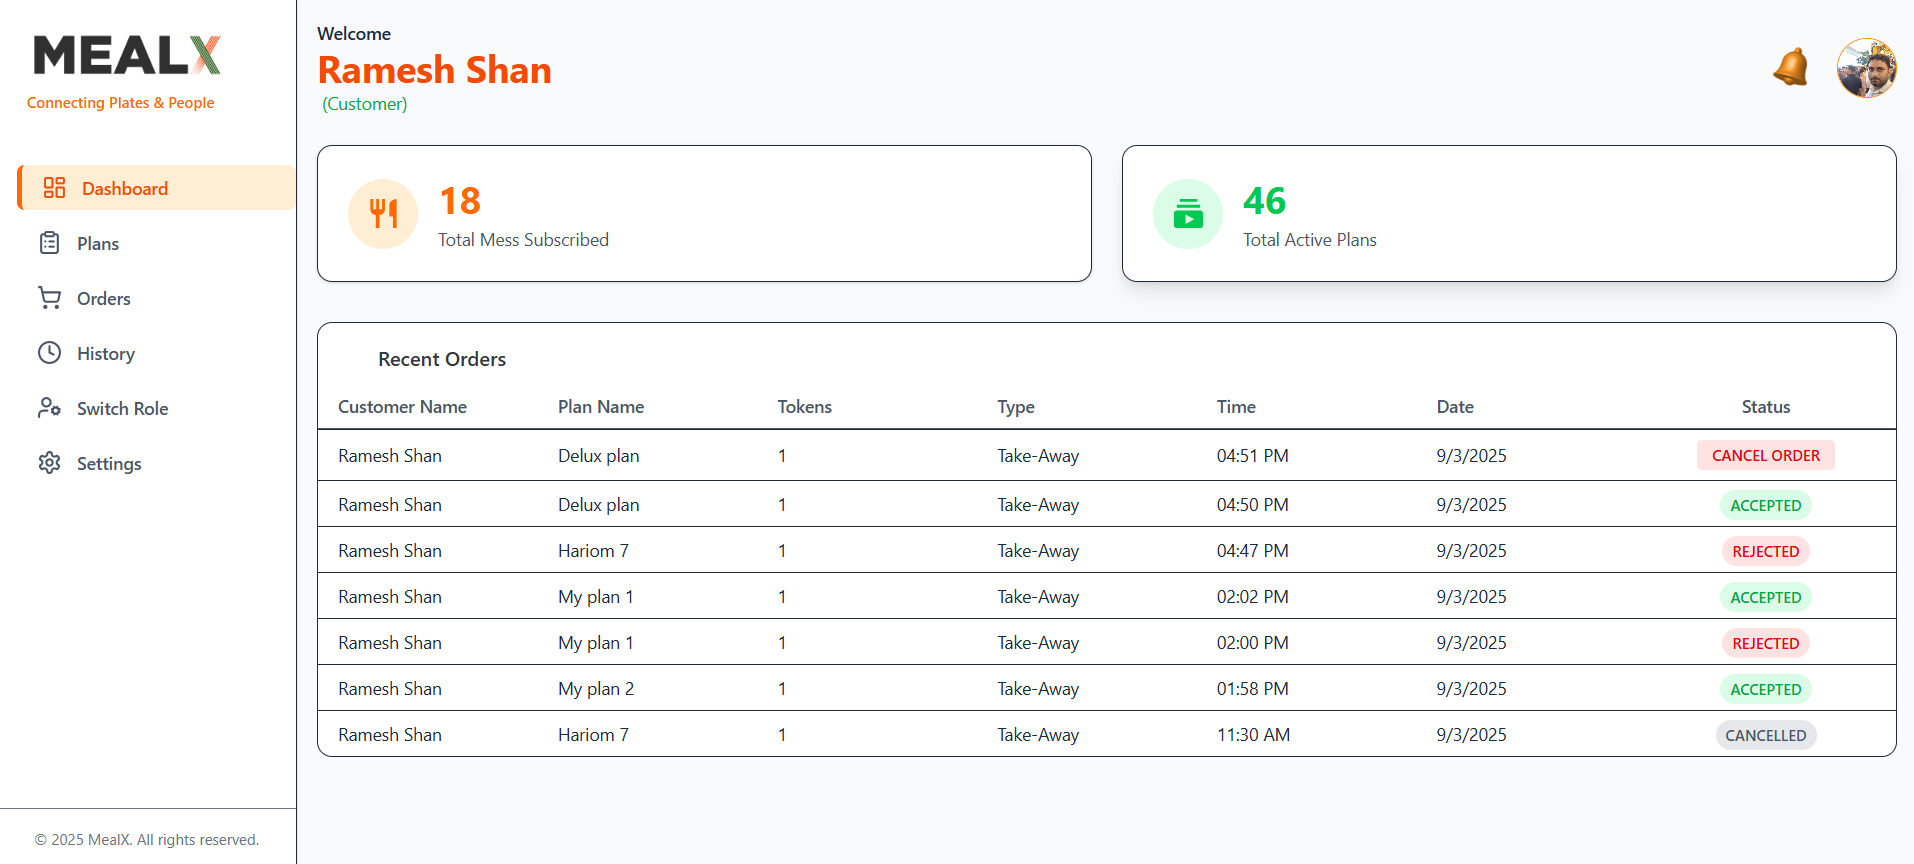 MEALX
Connecting Plates & People
Dashboard
Plans
Orders
History
Switch Role
Settings
© 2025 MealX. All rights reserved.
Welcome
Ramesh Shan
(Customer)
18
Total Mess Subscribed
46
Total Active Plans
Recent Orders
Customer Name Plan Name Tokens Type Time Date Status
Ramesh Shan Delux plan 1 Take-Away 04:51 PM 9/3/2025 CANCEL ORDER
Ramesh Shan Delux plan 1 Take-Away 04:50 PM 9/3/2025 ACCEPTED
Ramesh Shan Hariom 7 1 Take-Away 04:47 PM 9/3/2025 REJECTED
Ramesh Shan My plan 1 1 Take-Away 02:02 PM 9/3/2025 ACCEPTED
Ramesh Shan My plan 1 1 Take-Away 02:00 PM 9/3/2025 REJECTED
Ramesh Shan My plan 2 1 Take-Away 01:58 PM 9/3/2025 ACCEPTED
Ramesh Shan Hariom 7 1 Take-Away 11:30 AM 9/3/2025 CANCELLED